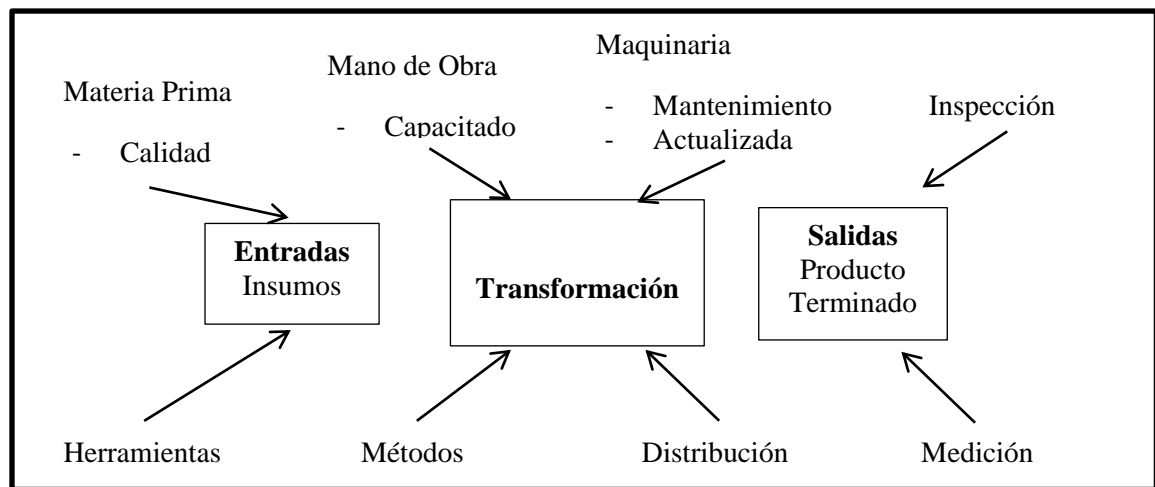 Maquinaria
Mano de Obra
Materia Prima
- Mantenimiento
- Actualizada
Inspección
- Capacitado
- Calidad
Entradas
Insumos
Transformación
Salidas
Producto
Terminado
Herramientas
Métodos
Distribución
Medición